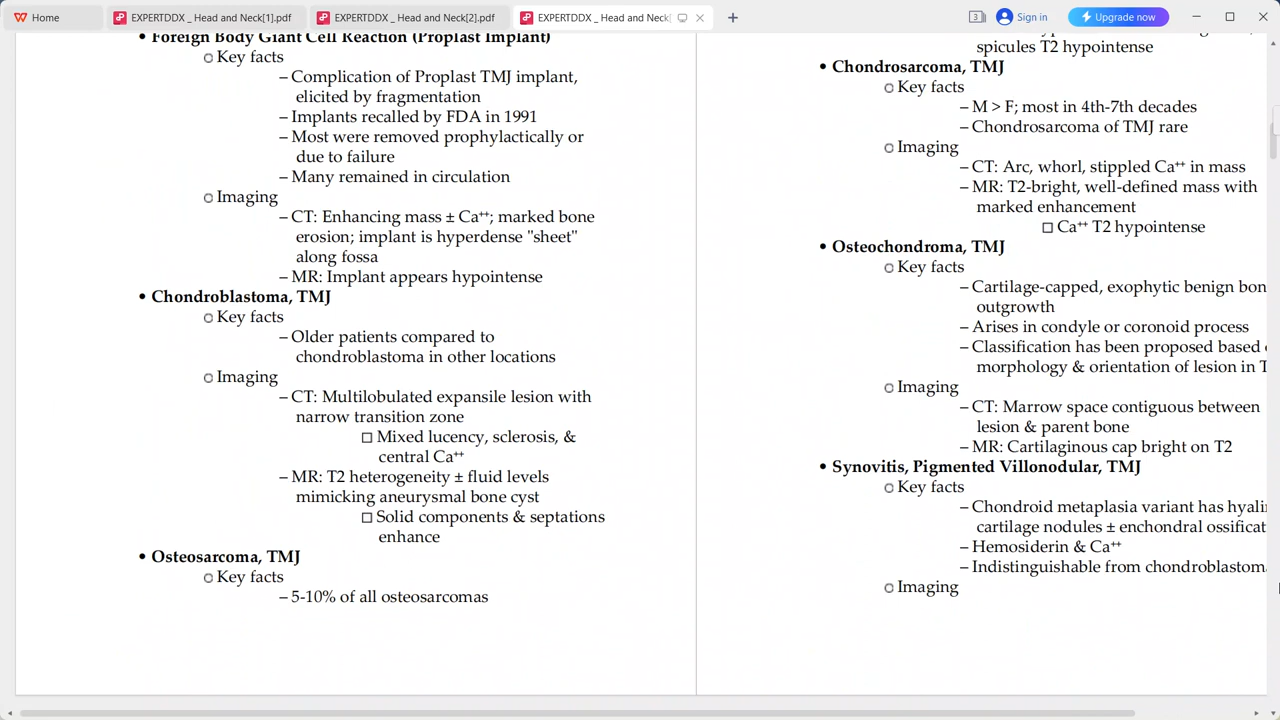 Home
EXPERTDDX _ Head and Neck[1].pdf
EXPERTDDX _ Head and Neck[2].pdf
EXPERTDDX _ Head and Neck[
3
Sign in
Upgrade now
• Foreign Body Giant Cell Reaction (Proplast Implant)
Key facts
– Complication of Proplast TMJ implant,
elicited by fragmentation
– Implants recalled by FDA in 1991
– Most were removed prophylactically or
due to failure
– Many remained in circulation
Imaging
– CT: Enhancing mass ± Ca⁺⁺; marked bone
erosion; implant is hyperdense "sheet"
along fossa
– MR: Implant appears hypointense
• Chondroblastoma, TMJ
Key facts
– Older patients compared to
chondroblastoma in other locations
Imaging
– CT: Multilobulated expansile lesion with
narrow transition zone
□ Mixed lucency, sclerosis, &
central Ca⁺⁺
– MR: T2 heterogeneity ± fluid levels
mimicking aneurysmal bone cyst
□ Solid components & septations
enhance
• Osteosarcoma, TMJ
Key facts
– 5-10% of all osteosarcomas
spicules T2 hypointense
• Chondrosarcoma, TMJ
Key facts
– M > F; most in 4th-7th decades
– Chondrosarcoma of TMJ rare
Imaging
– CT: Arc, whorl, stippled Ca⁺⁺ in mass
– MR: T2-bright, well-defined mass with
marked enhancement
□ Ca⁺⁺ T2 hypointense
• Osteochondroma, TMJ
Key facts
– Cartilage-capped, exophytic benign bon
outgrowth
– Arises in condyle or coronoid process
– Classification has been proposed based
morphology & orientation of lesion in T
Imaging
– CT: Marrow space contiguous between
lesion & parent bone
– MR: Cartilaginous cap bright on T2
• Synovitis, Pigmented Villonodular, TMJ
Key facts
– Chondroid metaplasia variant has hyali
cartilage nodules ± enchondral ossificat
– Hemosiderin & Ca⁺⁺
– Indistinguishable from chondroblastom
Imaging